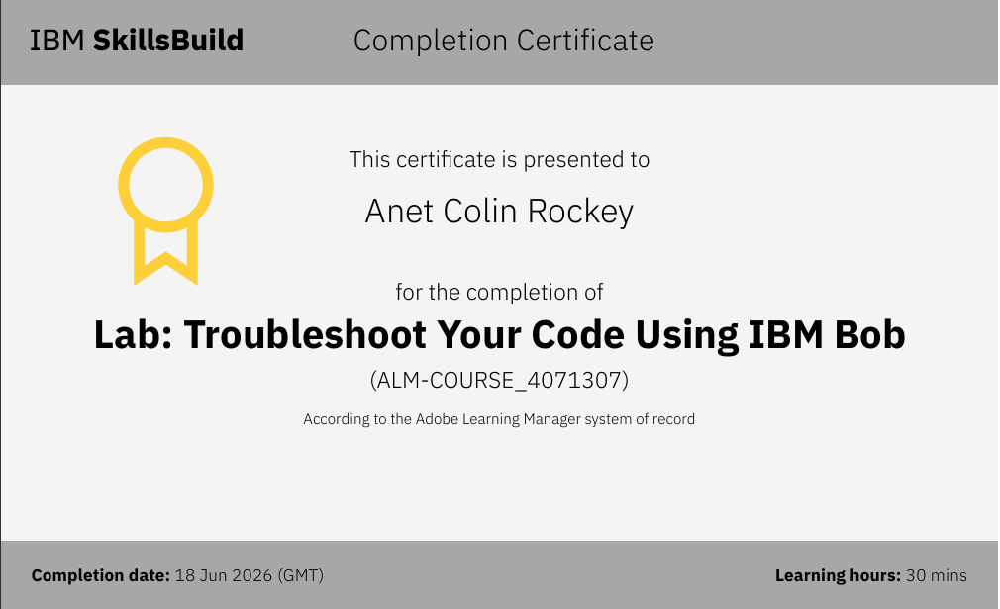 IBM SkillsBuild
Completion Certificate
This certificate is presented to
Anet Colin Rockey
for the completion of
Lab: Troubleshoot Your Code Using IBM Bob
(ALM-COURSE_4071307)
According to the Adobe Learning Manager system of record
Completion date: 18 Jun 2026 (GMT)
Learning hours: 30 mins